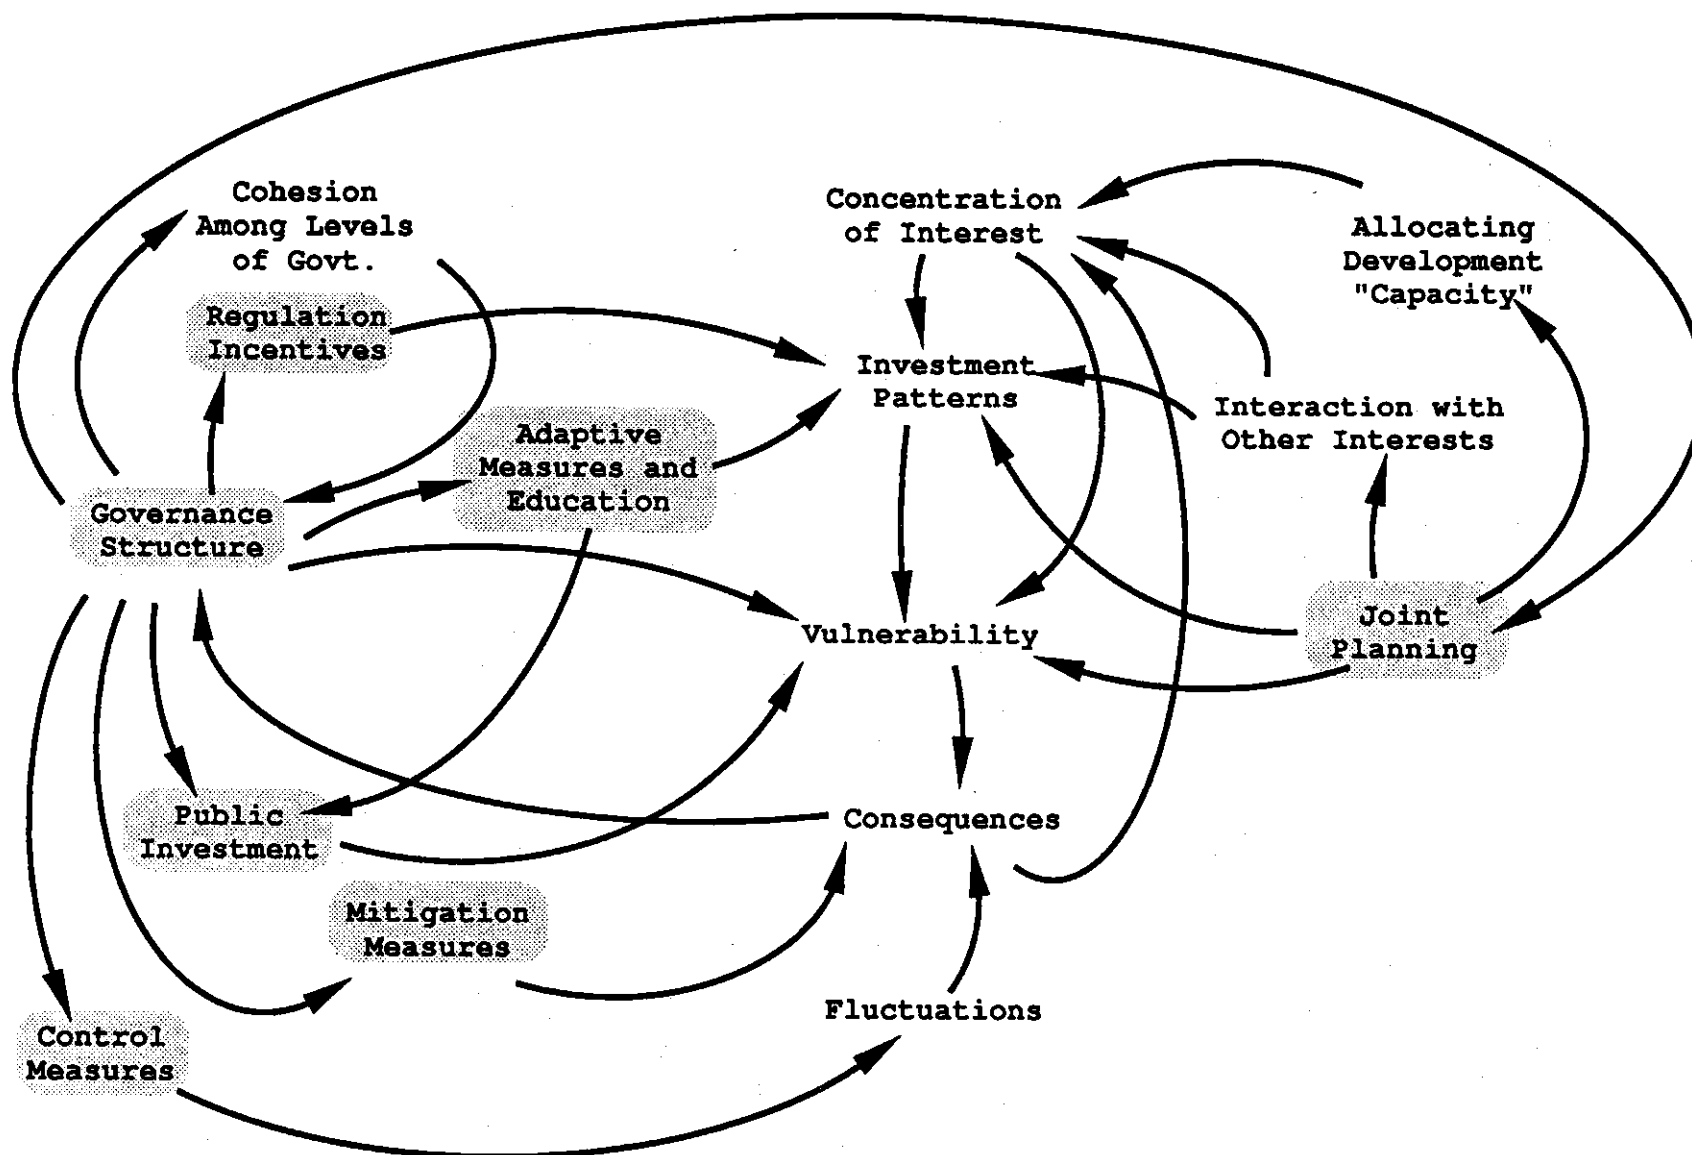 Cohesion
Among Levels
of Govt.
Concentration
of Interest
Allocating
Development
"Capacity"
Regulation
Incentives
Investment
Patterns
Interaction with
Other Interests
Adaptive
Measures and
Education
Governance
Structure
Joint
Planning
Vulnerability
Public
Investment
Consequences
Mitigation
Measures
Fluctuations
Control
Measures